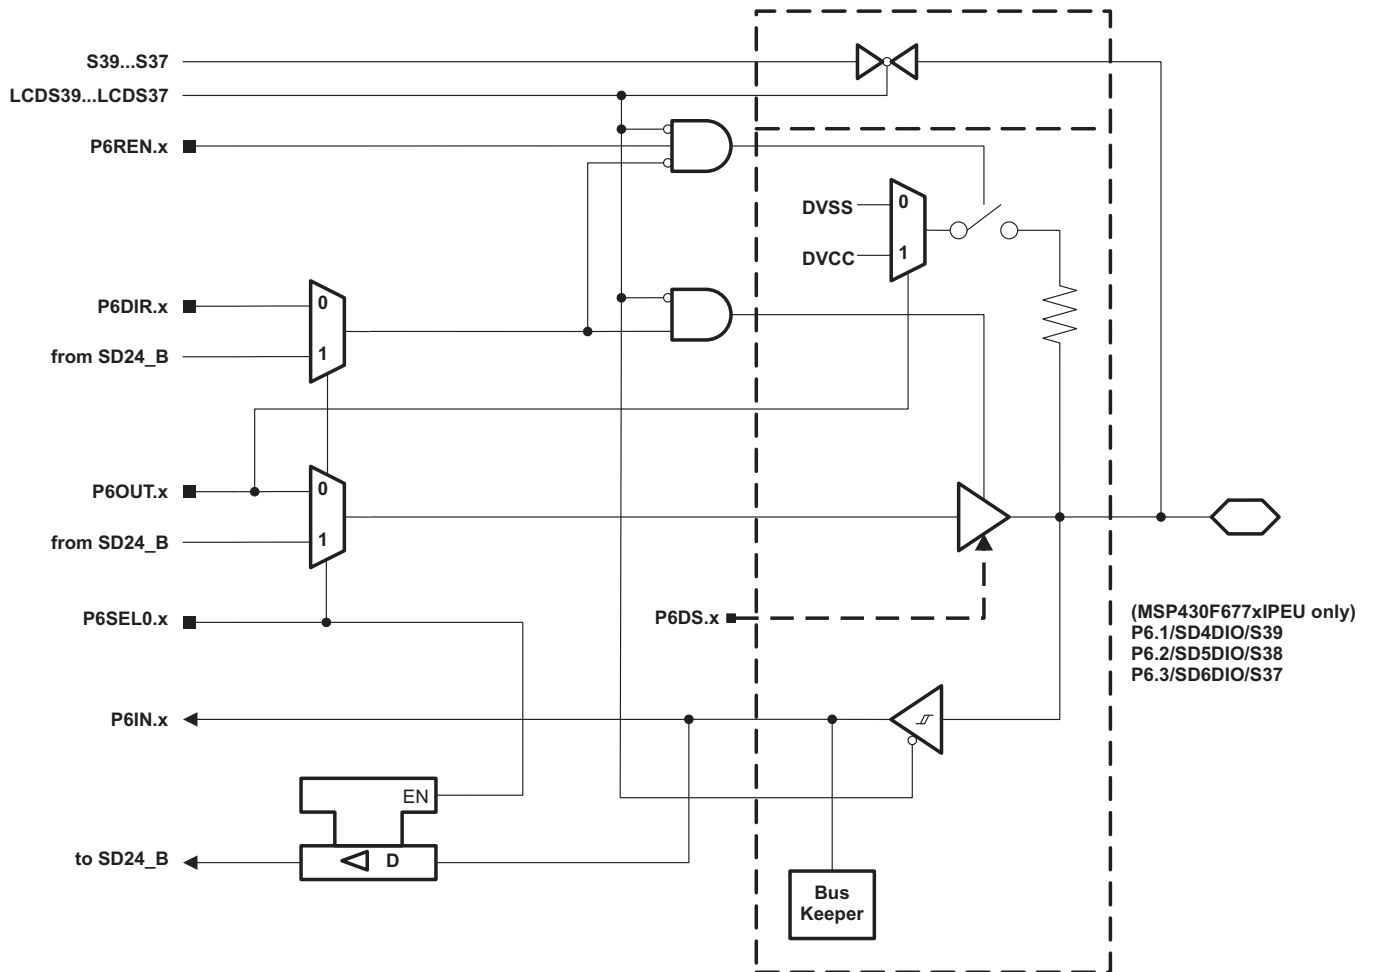 S39...S37
LCDS39...LCDS37
P6REN.x
DVSS
0
DVCC
1
P6DIR.x
0
from SD24_B
1
P6OUT.x
0
from SD24_B
1
P6SEL0.x
P6DS.x
(MSP430F677xIPEU only)
P6.1/SD4DIO/S39
P6.2/SD5DIO/S38
P6.3/SD6DIO/S37
P6IN.x
EN
to SD24_B
D
Bus
Keeper